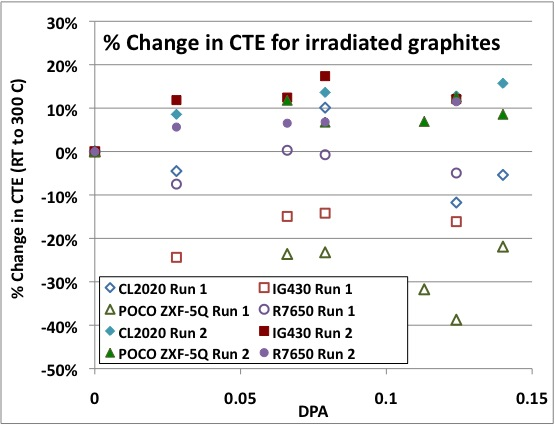 % Change in CTE for irradiated graphites
30%
20%
10%
0%
-10%
-20%
-30%
-40%
-50%
% Change in CTE (RT to 300 C)
CL2020 Run 1 IG430 Run 1
POCO ZXF-5Q Run 1 R7650 Run 1
CL2020 Run 2 IG430 Run 2
POCO ZXF-5Q Run 2 R7650 Run 2
0 0.05 0.1 0.15
DPA